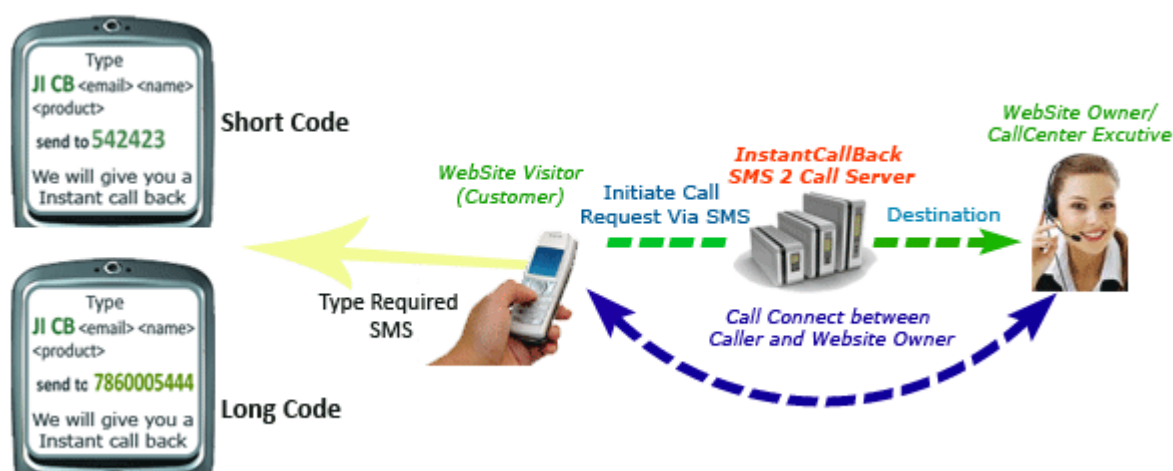 Type
JI CB <email> <name>
<product>
send to 542423
We will give you a
Instant call back
Short Code
Type
JI CB <email> <name>
<product>
send to 7860005444
We will give you a
Instant call back
Long Code
WebSite Visitor
(Customer)
Type Required
SMS
Initiate Call
Request Via SMS
InstantCallBack
SMS 2 Call Server
Destination
WebSite Owner/
CallCenter Excutive
Call Connect between
Caller and Website Owner